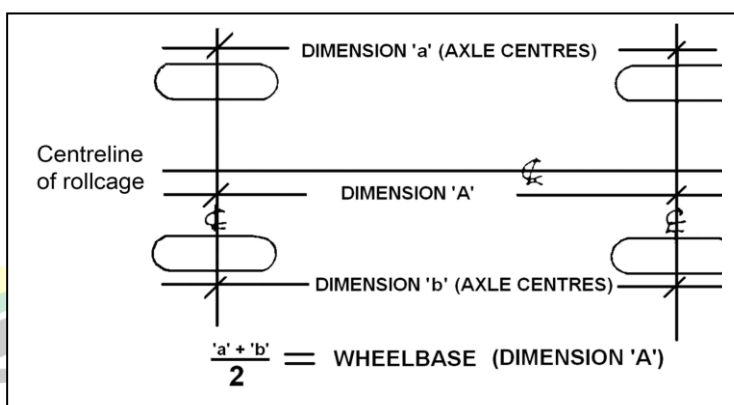 DIMENSION 'a' (AXLE CENTRES)
Centreline
of rollcage
DIMENSION 'A'
DIMENSION 'b' (AXLE CENTRES)
'a' + 'b'
2
= WHEELBASE (DIMENSION 'A')